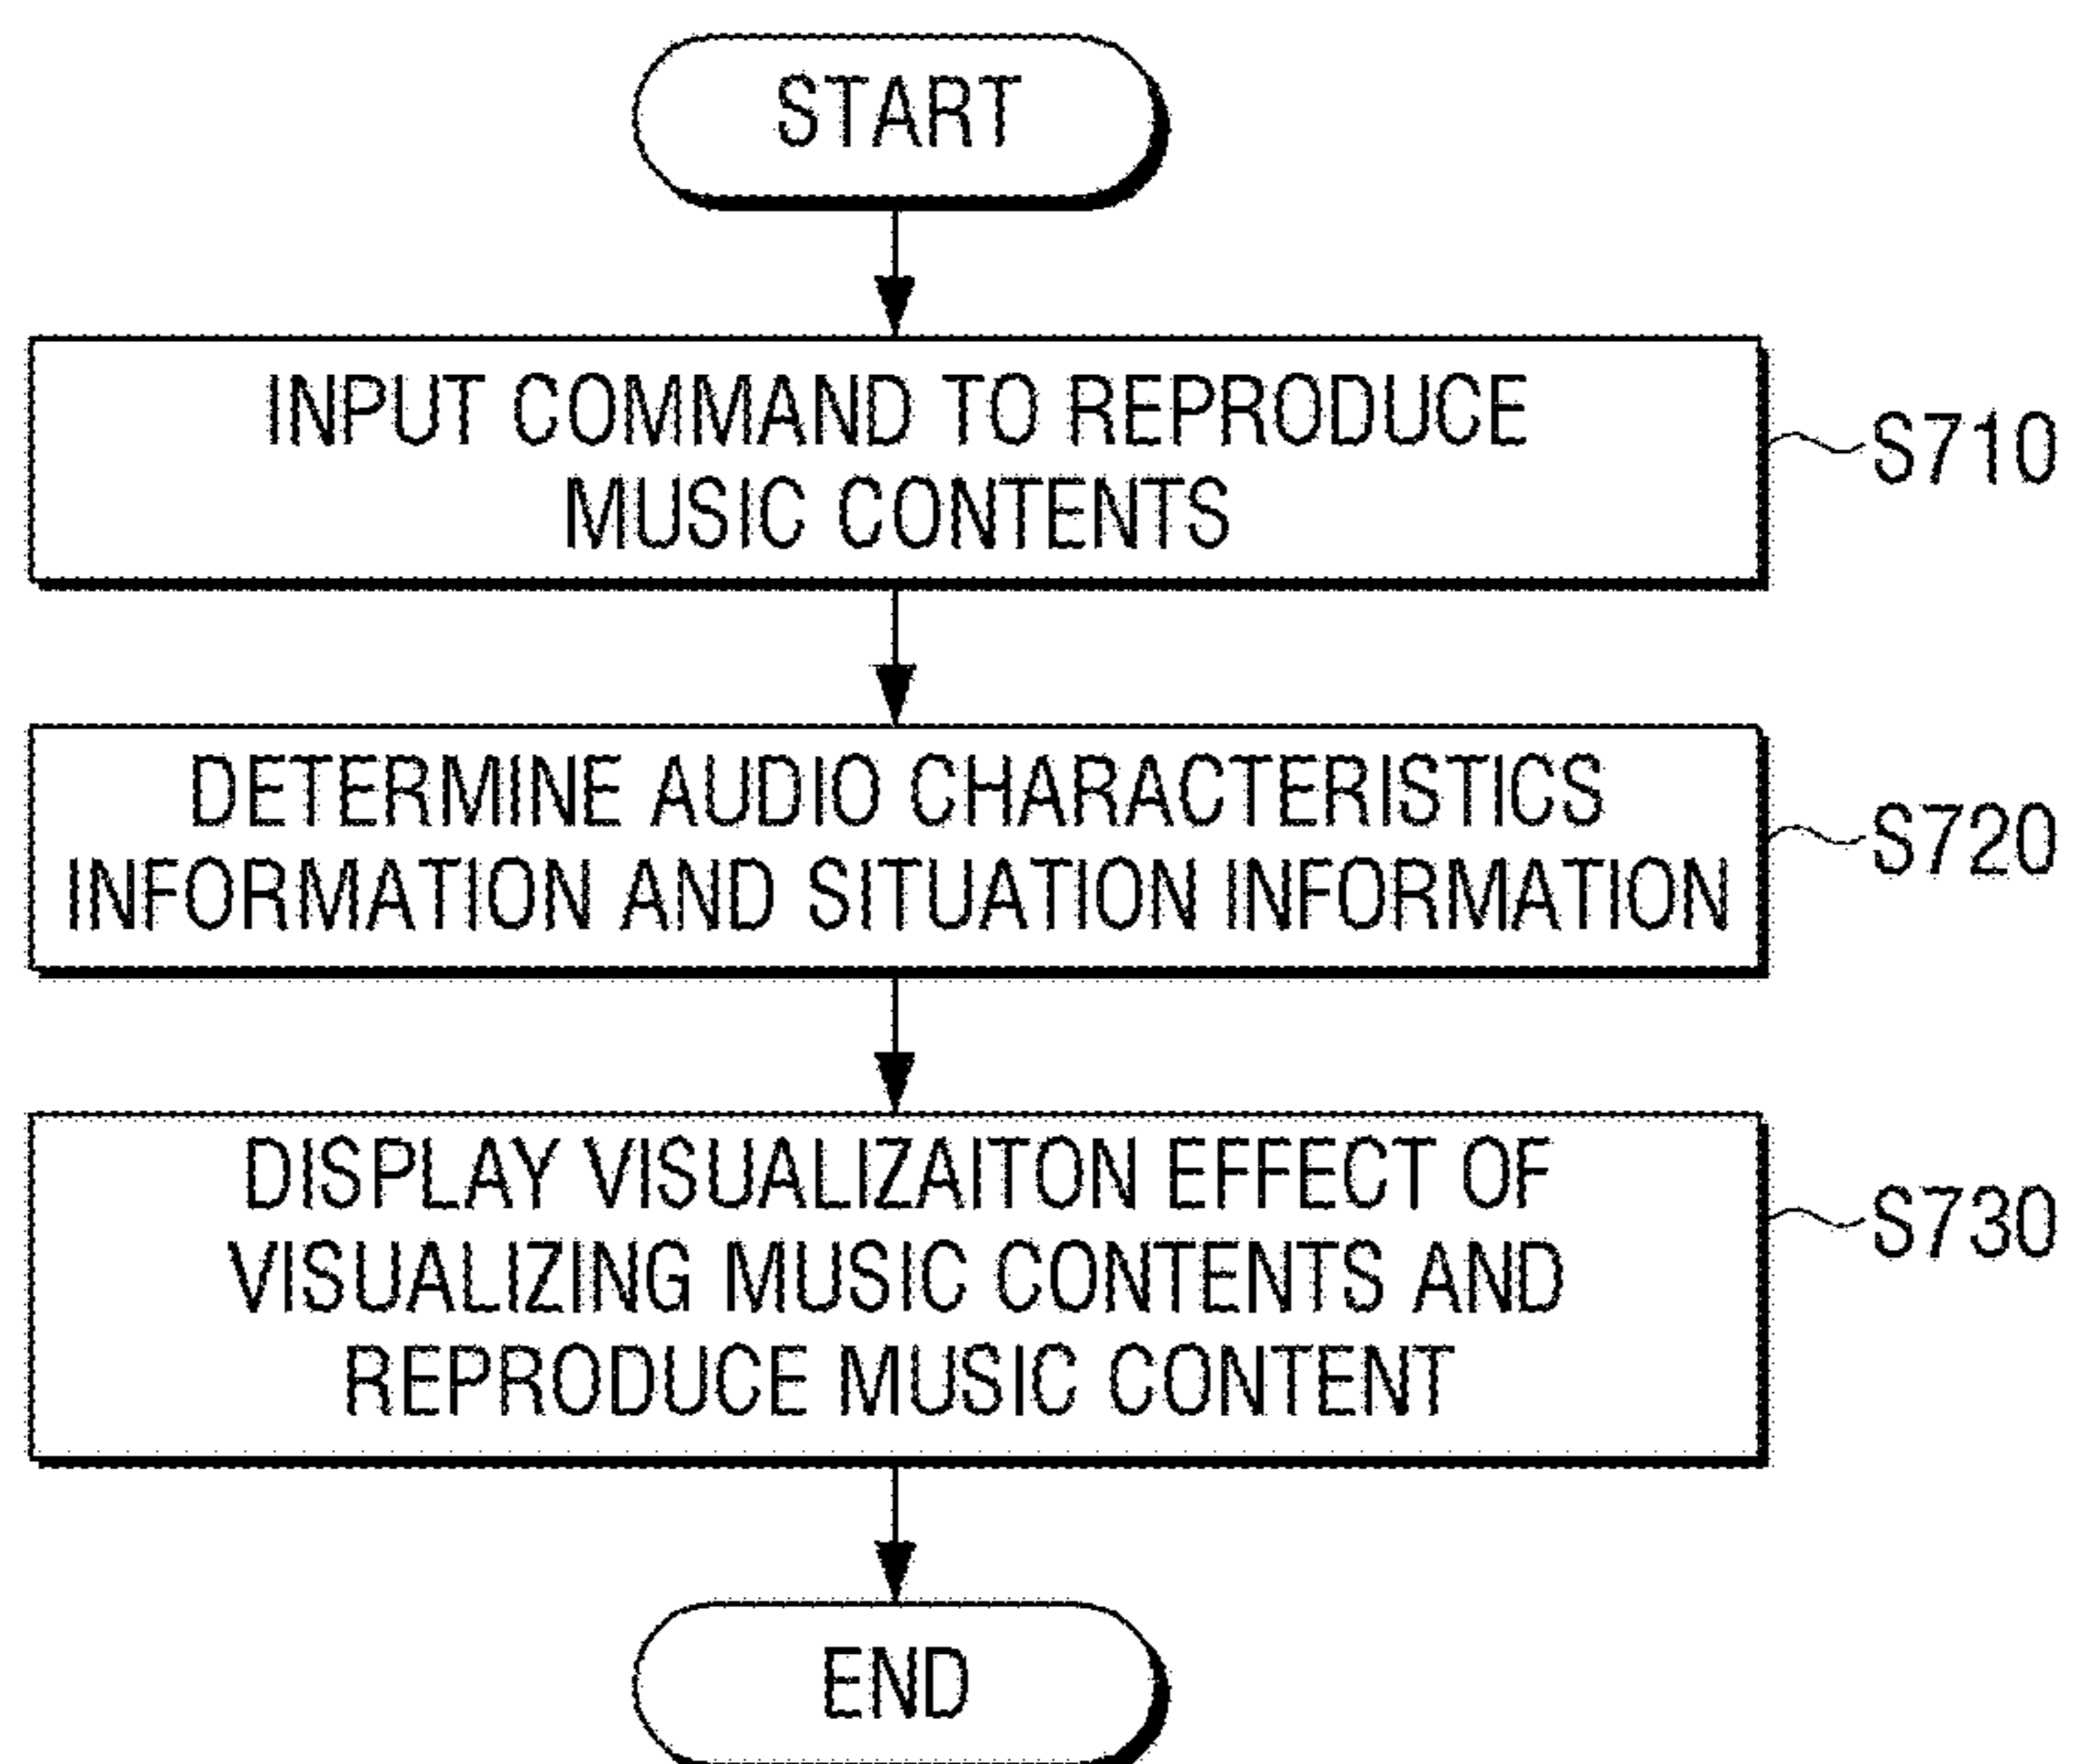 START
INPUT COMMAND TO REPRODUCE
MUSIC CONTENTS
S710
DETERMINE AUDIO CHARACTERISTICS
INFORMATION AND SITUATION INFORMATION
S720
DISPLAY VISUALIZAITON EFFECT OF
VISUALIZING MUSIC CONTENTS AND
REPRODUCE MUSIC CONTENT
S730
END